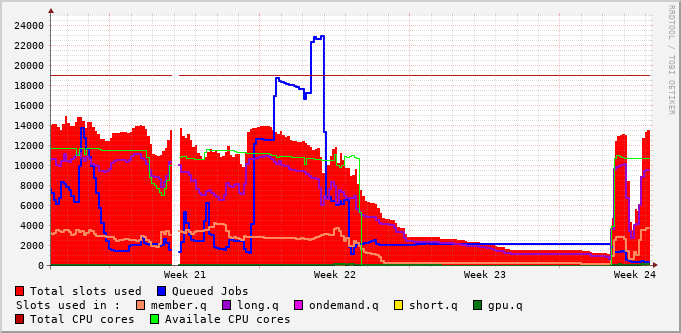 24000
22000
20000
18000
16000
14000
12000
10000
8000
6000
4000
2000
0
Week 21 Week 22 Week 23 Week 24
RRDTOOL / TOBI OETIKER
Total slots used Queued Jobs
Slots used in : member.q long.q ondemand.q short.q gpu.q
Total CPU cores Availale CPU cores